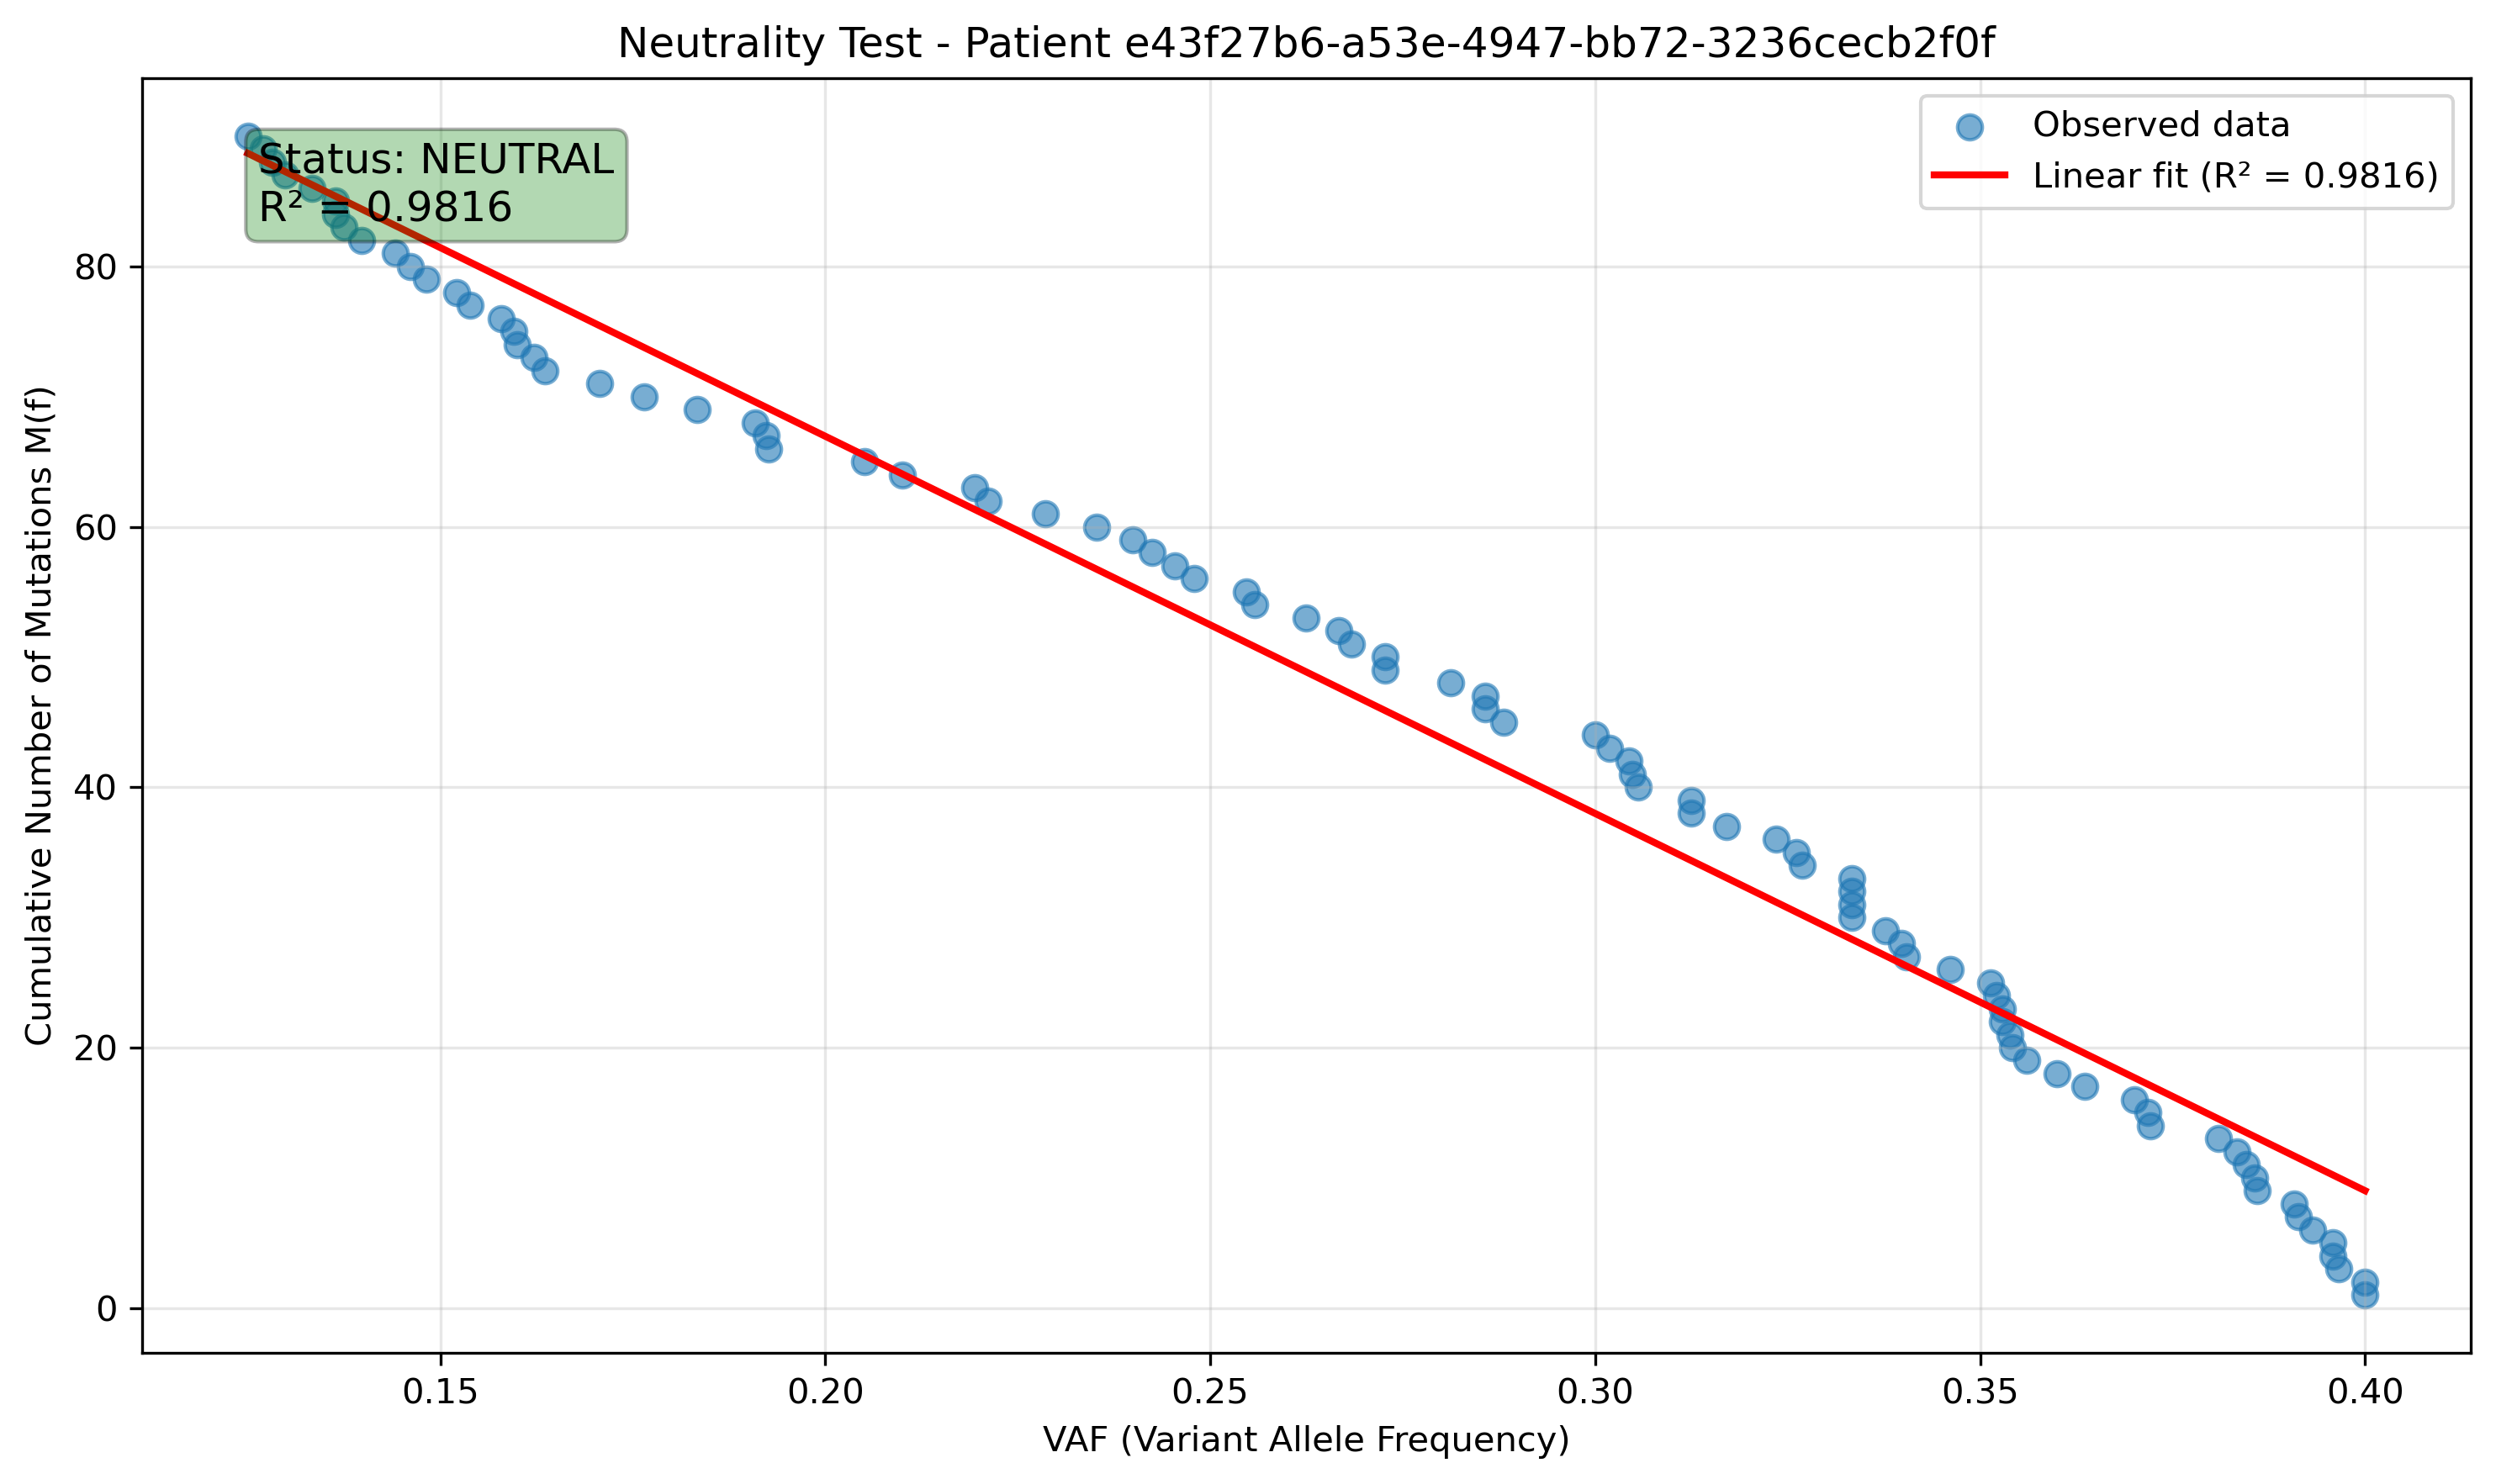 Neutrality Test - Patient e43f27b6-a53e-4947-bb72-3236cecb2f0f
Status: NEUTRAL
R² = 0.9816
Observed data
Linear fit (R² = 0.9816)
Cumulative Number of Mutations M(f)
80
60
40
20
0
0.15 0.20 0.25 0.30 0.35 0.40
VAF (Variant Allele Frequency)